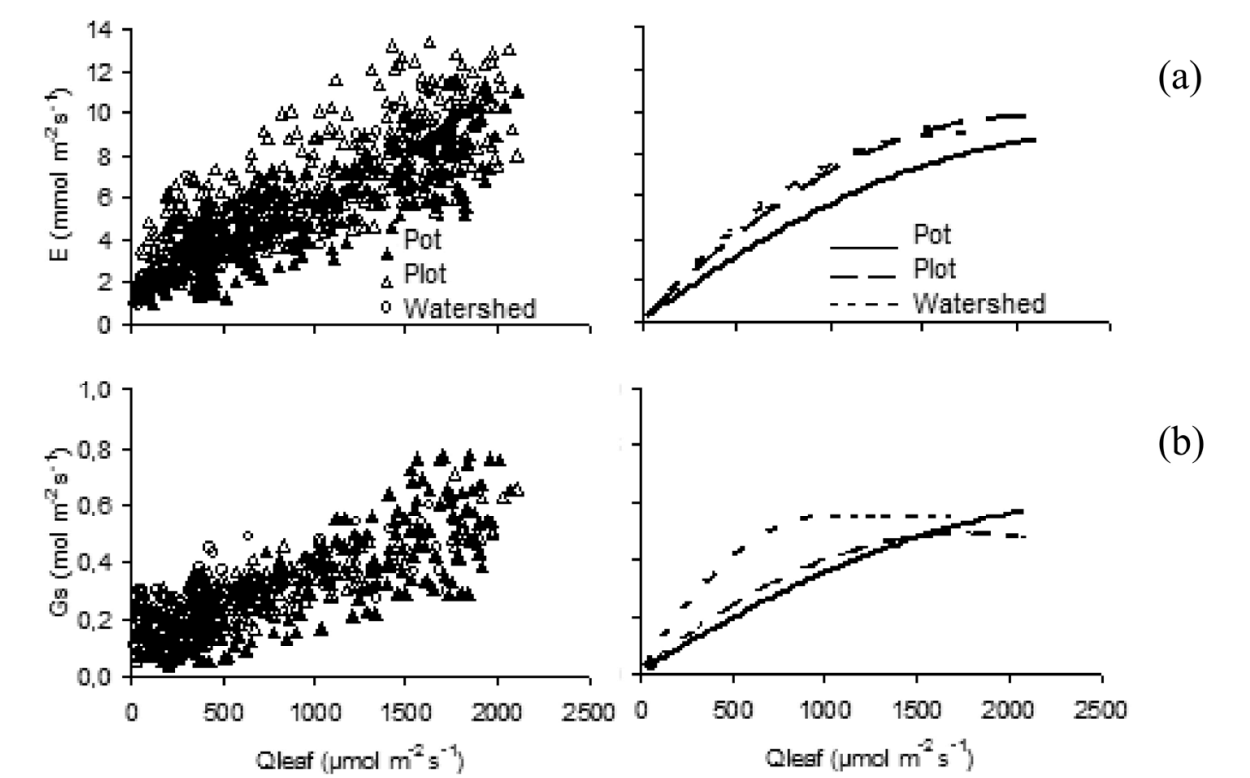 14
12
10
8
6
4
2
0
E (mmol m-2s-1)
Pot
Plot
Watershed
Pot
Plot
Watershed
(a)
1,0
0,8
0,6
0,4
0,2
0,0
Gs (mol m-2 s-1)
(b)
0 500 1000 1500 2000 2500
0 500 1000 1500 2000 2500
Qleaf (µmol m-2 s-1)
Qleaf (µmol m-2 s-1)